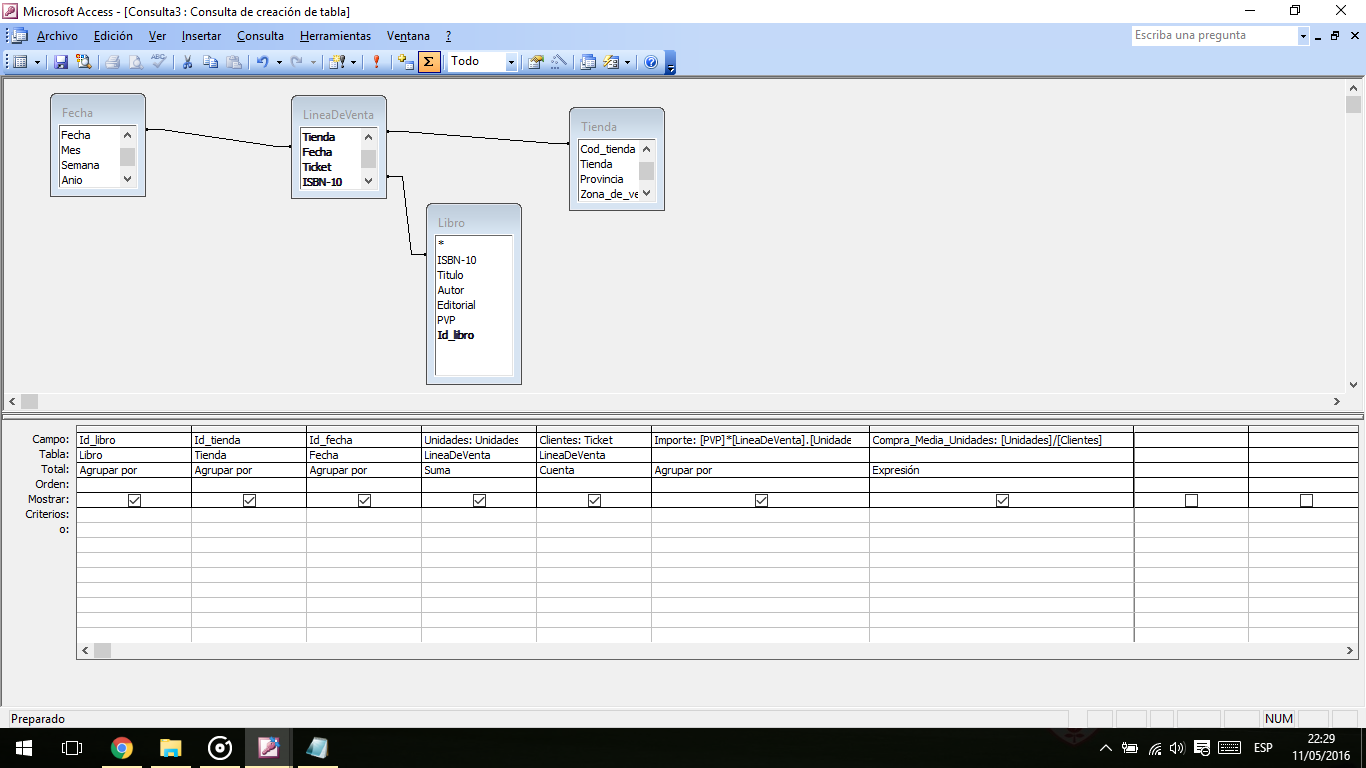 Microsoft Access - [Consulta3 : Consulta de creación de tabla]
Archivo Edición Ver Insertar Consulta Herramientas Ventana ? Escriba una pregunta
Σ Todo
Fecha
Fecha
Mes
Semana
Anio
LineaDeVenta
Tienda
Fecha
Ticket
ISBN-10
Tienda
Cod_tienda
Tienda
Provincia
Zona_de_ve
Libro
*
ISBN-10
Titulo
Autor
Editorial
PVP
Id_libro
Campo: Id_libro Id_tienda Id_fecha Unidades: Unidades Clientes: Ticket Importe: [PVP]*[LineaDeVenta].[Unidade Compra_Media_Unidades: [Unidades]/[Clientes]
Tabla: Libro Tienda Fecha LineaDeVenta LineaDeVenta
Total: Agrupar por Agrupar por Agrupar por Suma Cuenta Agrupar por Expresión
Orden:
Mostrar:
Criterios:
o:
Preparado NUM
ESP 22:29
11/05/2016